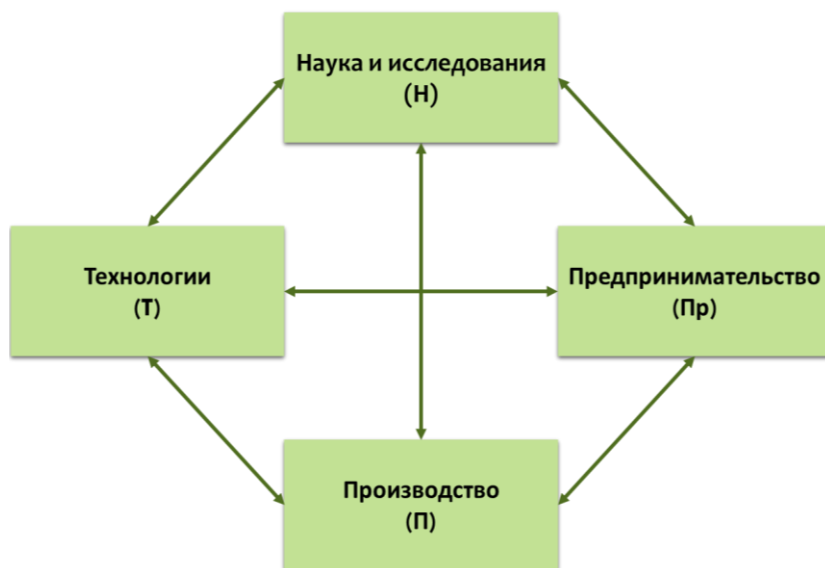 Наука и исследования
(Н)
Технологии
(Т)
Предпринимательство
(Пр)
Производство
(П)